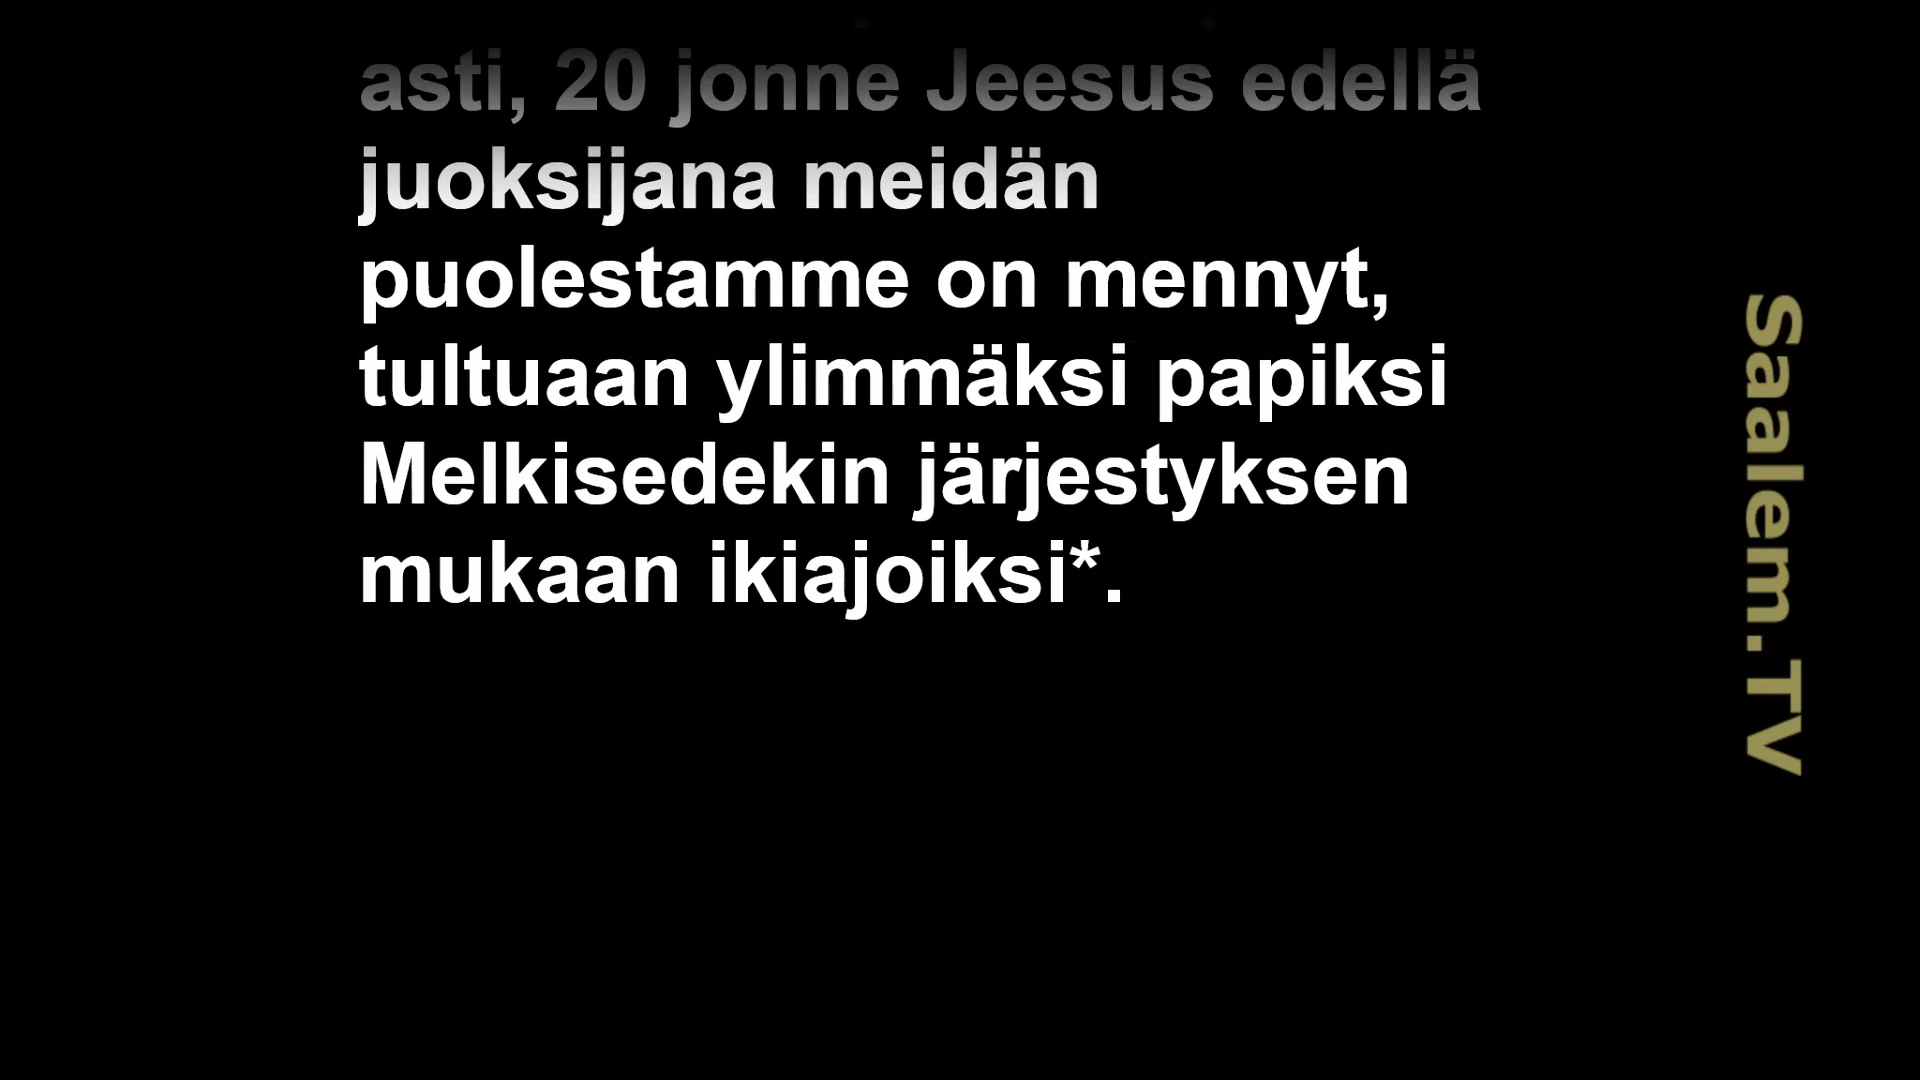 asti, 20 jonne Jeesus edellä
juoksijana meidän
puolestamme on mennyt,
tultuaan ylimmäksi papiksi
Melkisedekin järjestyksen
mukaan ikiajoiksi*.
Saalem.TV